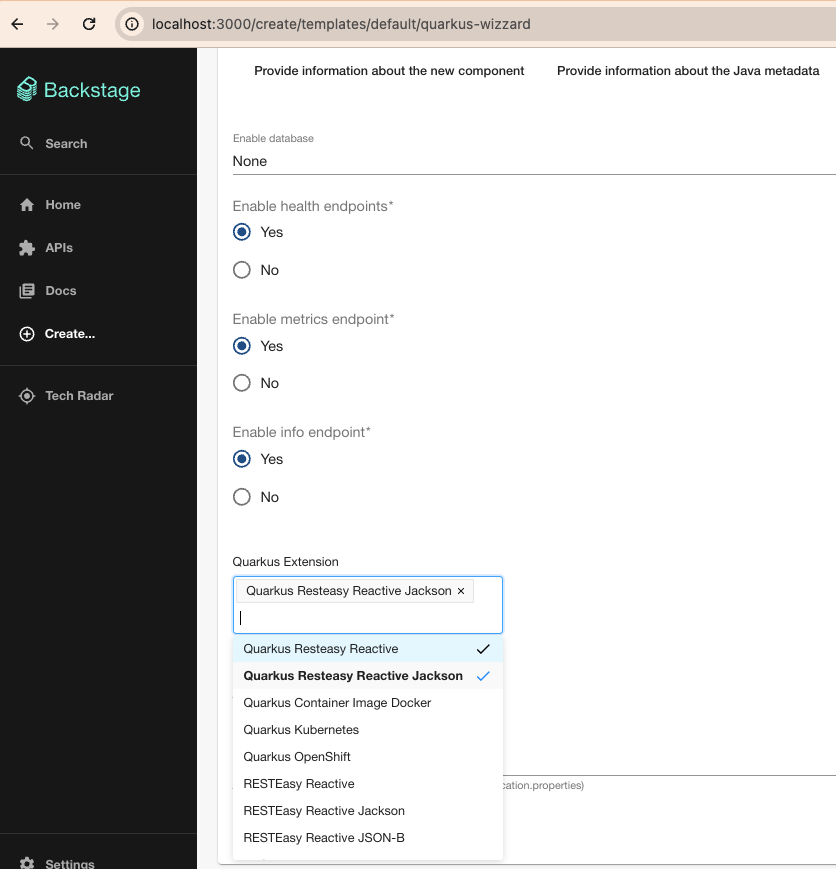 localhost:3000/create/templates/default/quarkus-wizzard
Backstage
Search
Home
APIs
Docs
Create...
Tech Radar
Settings
Provide information about the new component
Provide information about the Java metadata
Enable database
None
Enable health endpoints*
Yes
No
Enable metrics endpoint*
Yes
No
Enable info endpoint*
Yes
No
Quarkus Extension
Quarkus Resteasy Reactive Jackson ×
Quarkus Resteasy Reactive
Quarkus Resteasy Reactive Jackson
Quarkus Container Image Docker
Quarkus Kubernetes
Quarkus OpenShift
RESTEasy Reactive
cation.properties)
RESTEasy Reactive Jackson
RESTEasy Reactive JSON-B